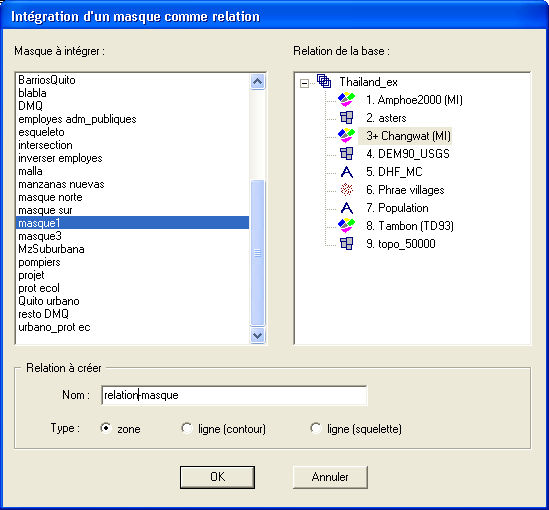 Intégration d'un masque comme relation
Masque à intégrer :
BarriosQuito
blabla
DMQ
employes adm_publiques
esqueleto
intersection
inverser employes
malla
manzanas nuevas
masque norte
masque sur
masque1
masque3
MzSuburbana
pompiers
projet
prot ecol
Quito urbano
resto DMQ
urbano_prot ec
Relation de la base :
Thailand_ex
1. Amphoe2000 (MI)
2. asters
3+ Changwat (MI)
4. DEM90_USGS
5. DHF_MC
6. Phrae villages
7. Population
8. Tambon (TD93)
9. topo_50000
Relation à créer
Nom : relation-masque
Type : zone ligne (contour) ligne (squelette)
OK Annuler